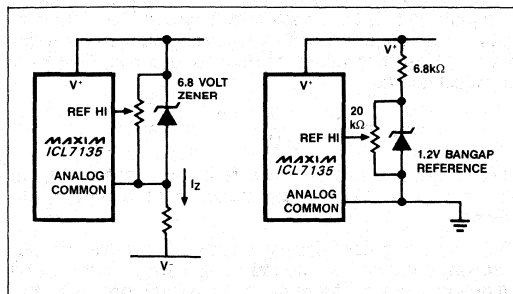 V⁺
6.8 VOLT
ZENER
REF HI
MAXIM
ICL7135
ANALOG
COMMON
I_Z
V⁻
V⁺
V⁺
6.8kΩ
20
kΩ
REF HI
MAXIM
ICL7135
1.2V BANGAP
REFERENCE
ANALOG
COMMON